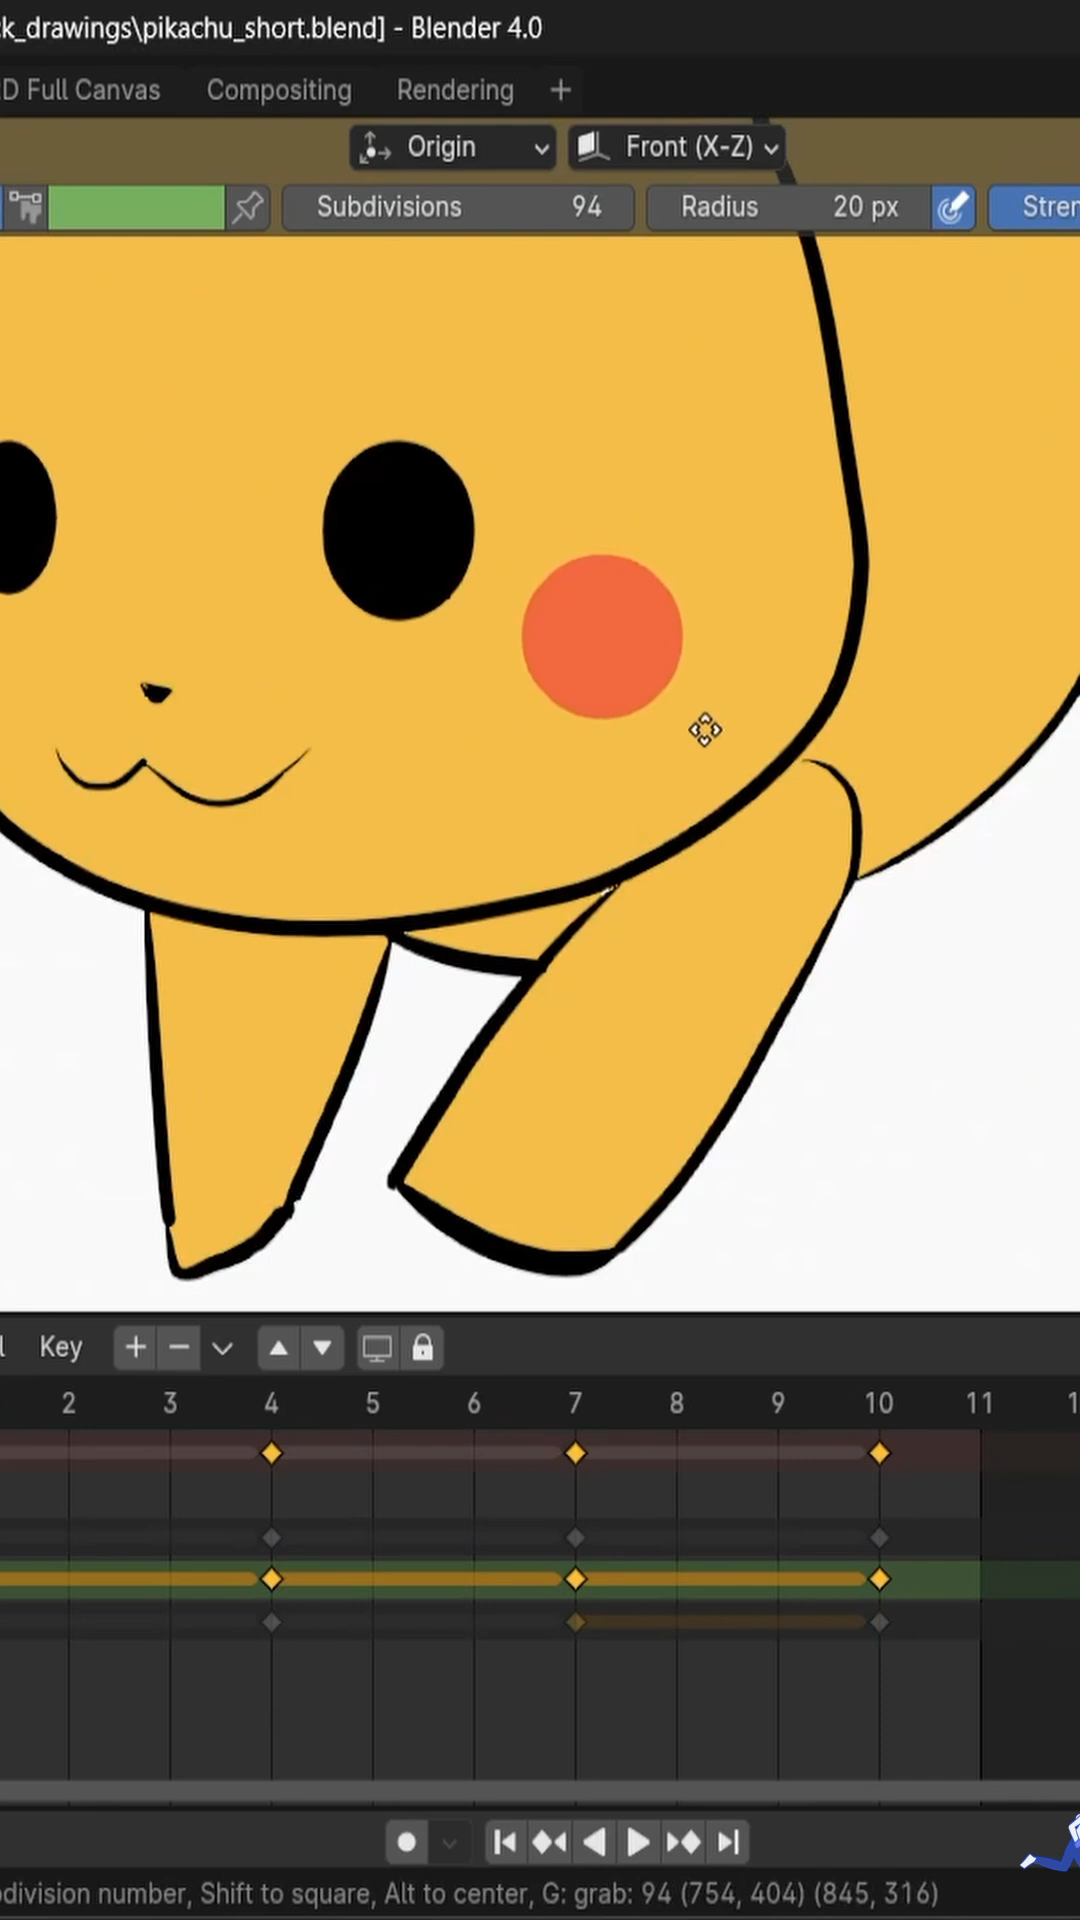 ck_drawings\pikachu_short.blend] - Blender 4.0
D Full Canvas Compositing Rendering +
Origin Front (X-Z)
Subdivisions 94 Radius 20 px Stren
Key
2 3 4 5 6 7 8 9 10 11 1
division number, Shift to square, Alt to center, G: grab: 94 (754, 404) (845, 316)